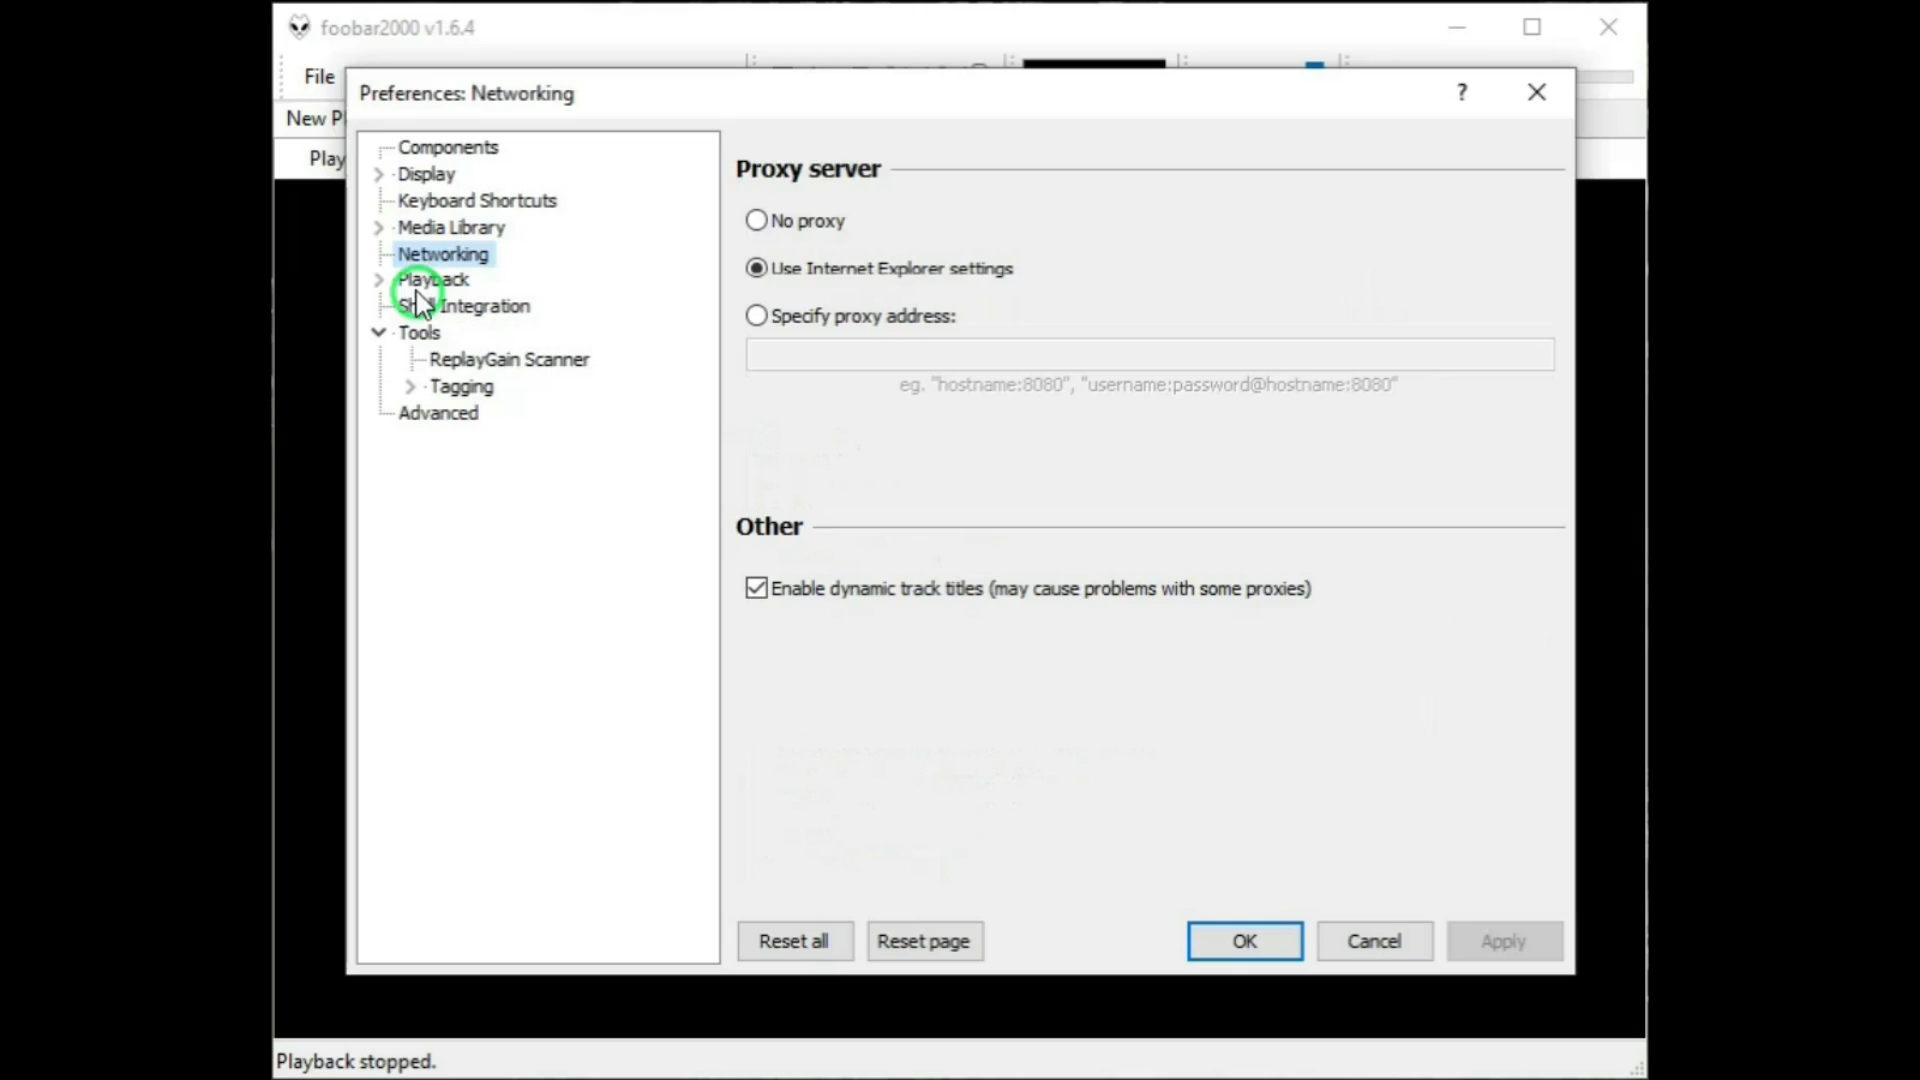 foobar2000 v1.6.4
File
Preferences: Networking
?
New Pl
Play
Components
Display
Keyboard Shortcuts
Media Library
Networking
Playback
Shell Integration
Tools
ReplayGain Scanner
Tagging
Advanced
Proxy server
No proxy
Use Internet Explorer settings
Specify proxy address:
eg. "hostname:8080", "username:password@hostname:8080"
Other
Enable dynamic track titles (may cause problems with some proxies)
Reset all
Reset page
OK
Cancel
Apply
Playback stopped.